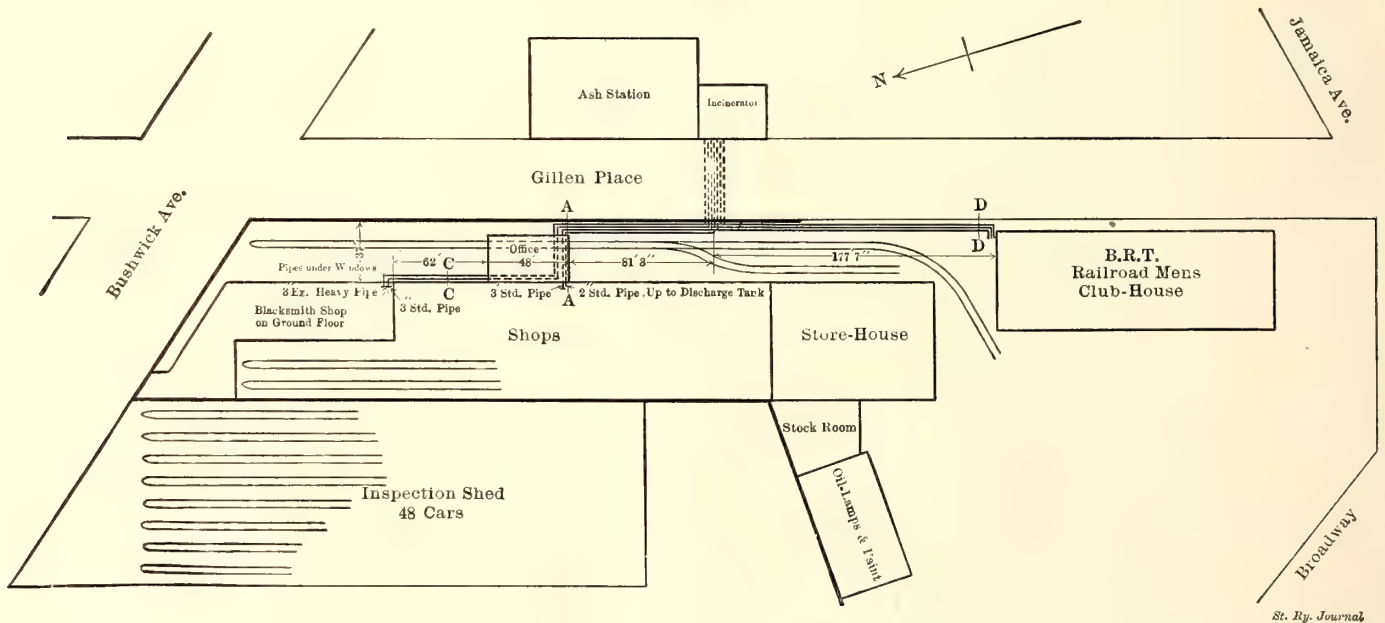 Jamaica Ave.
N
Ash Station
Incinerator
Gillen Place
Bushwick Ave.
A
D
Office
62'
C
48'
81'3"
177'7"
D
B.R.T.
Railroad Mens
Club-House
Pipes under Windows
3" Ex. Heavy Pipe
C
3" Std. Pipe
A
2" Std. Pipe, Up to Discharge Tank
3" Std. Pipe
Blacksmith Shop
on Ground Floor
Shops
Store-House
Stock Room
Oil-Lamps & Paint
Inspection Shed
48 Cars
Broadway
St. Ry. Journal